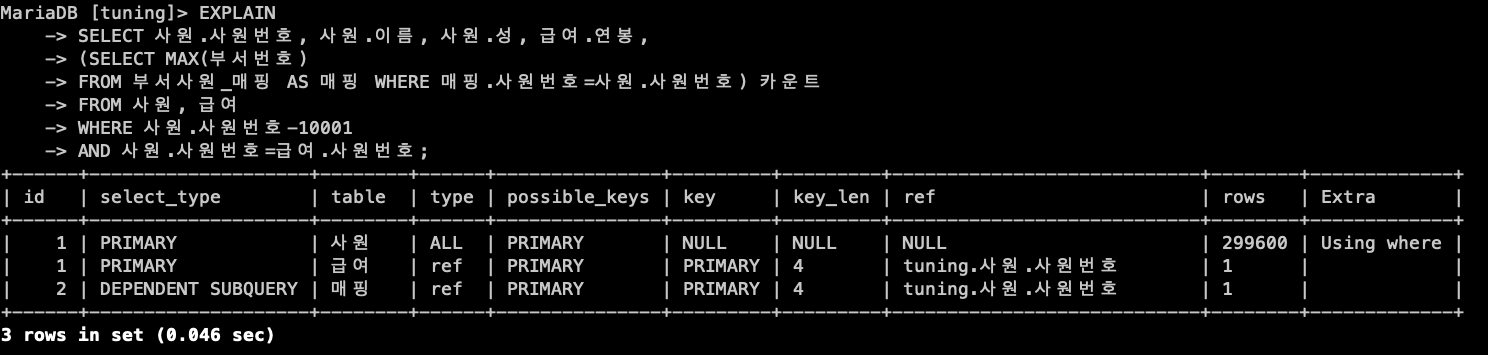 MariaDB [tuning]> EXPLAIN
    -> SELECT 사원.사원번호, 사원.이름, 사원.성, 급여.연봉,
    -> (SELECT MAX(부서번호)
    -> FROM 부서사원_매핑 AS 매핑 WHERE 매핑.사원번호=사원.사원번호) 카운트
    -> FROM 사원, 급여
    -> WHERE 사원.사원번호-10001
    -> AND 사원.사원번호=급여.사원번호;
+------+--------------------+--------+------+---------------+---------+---------+----------------------------+--------+-------------+
| id | select_type | table | type | possible_keys | key | key_len | ref | rows | Extra |
+------+--------------------+--------+------+---------------+---------+---------+----------------------------+--------+-------------+
| 1 | PRIMARY | 사원 | ALL | PRIMARY | NULL | NULL | NULL | 299600 | Using where |
| 1 | PRIMARY | 급여 | ref | PRIMARY | PRIMARY | 4 | tuning.사원.사원번호 | 1 | |
| 2 | DEPENDENT SUBQUERY | 매핑 | ref | PRIMARY | PRIMARY | 4 | tuning.사원.사원번호 | 1 | |
+------+--------------------+--------+------+---------------+---------+---------+----------------------------+--------+-------------+
3 rows in set (0.046 sec)